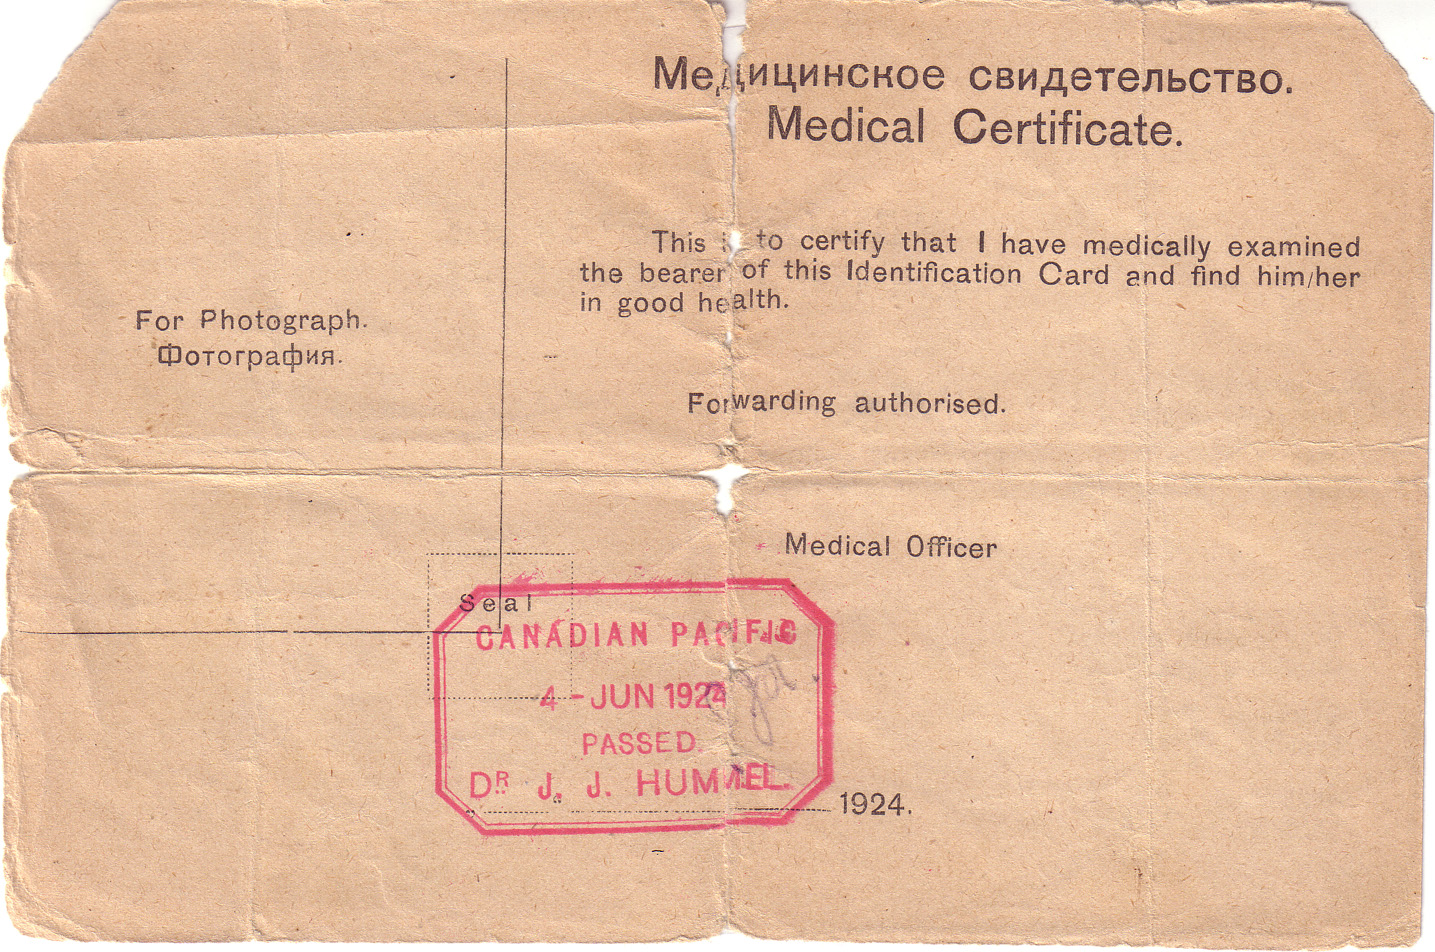 Медицинское свидетельство.
Medical Certificate.
This is to certify that I have medically examined
the bearer of this Identification Card and find him/her
in good health.
For Photograph.
Фотография.
Forwarding authorised.
Medical Officer
Seal
CANADIAN PACIFIC
4 - JUN 1924
PASSED.
DR. J. J. HUMMEL.
1924.